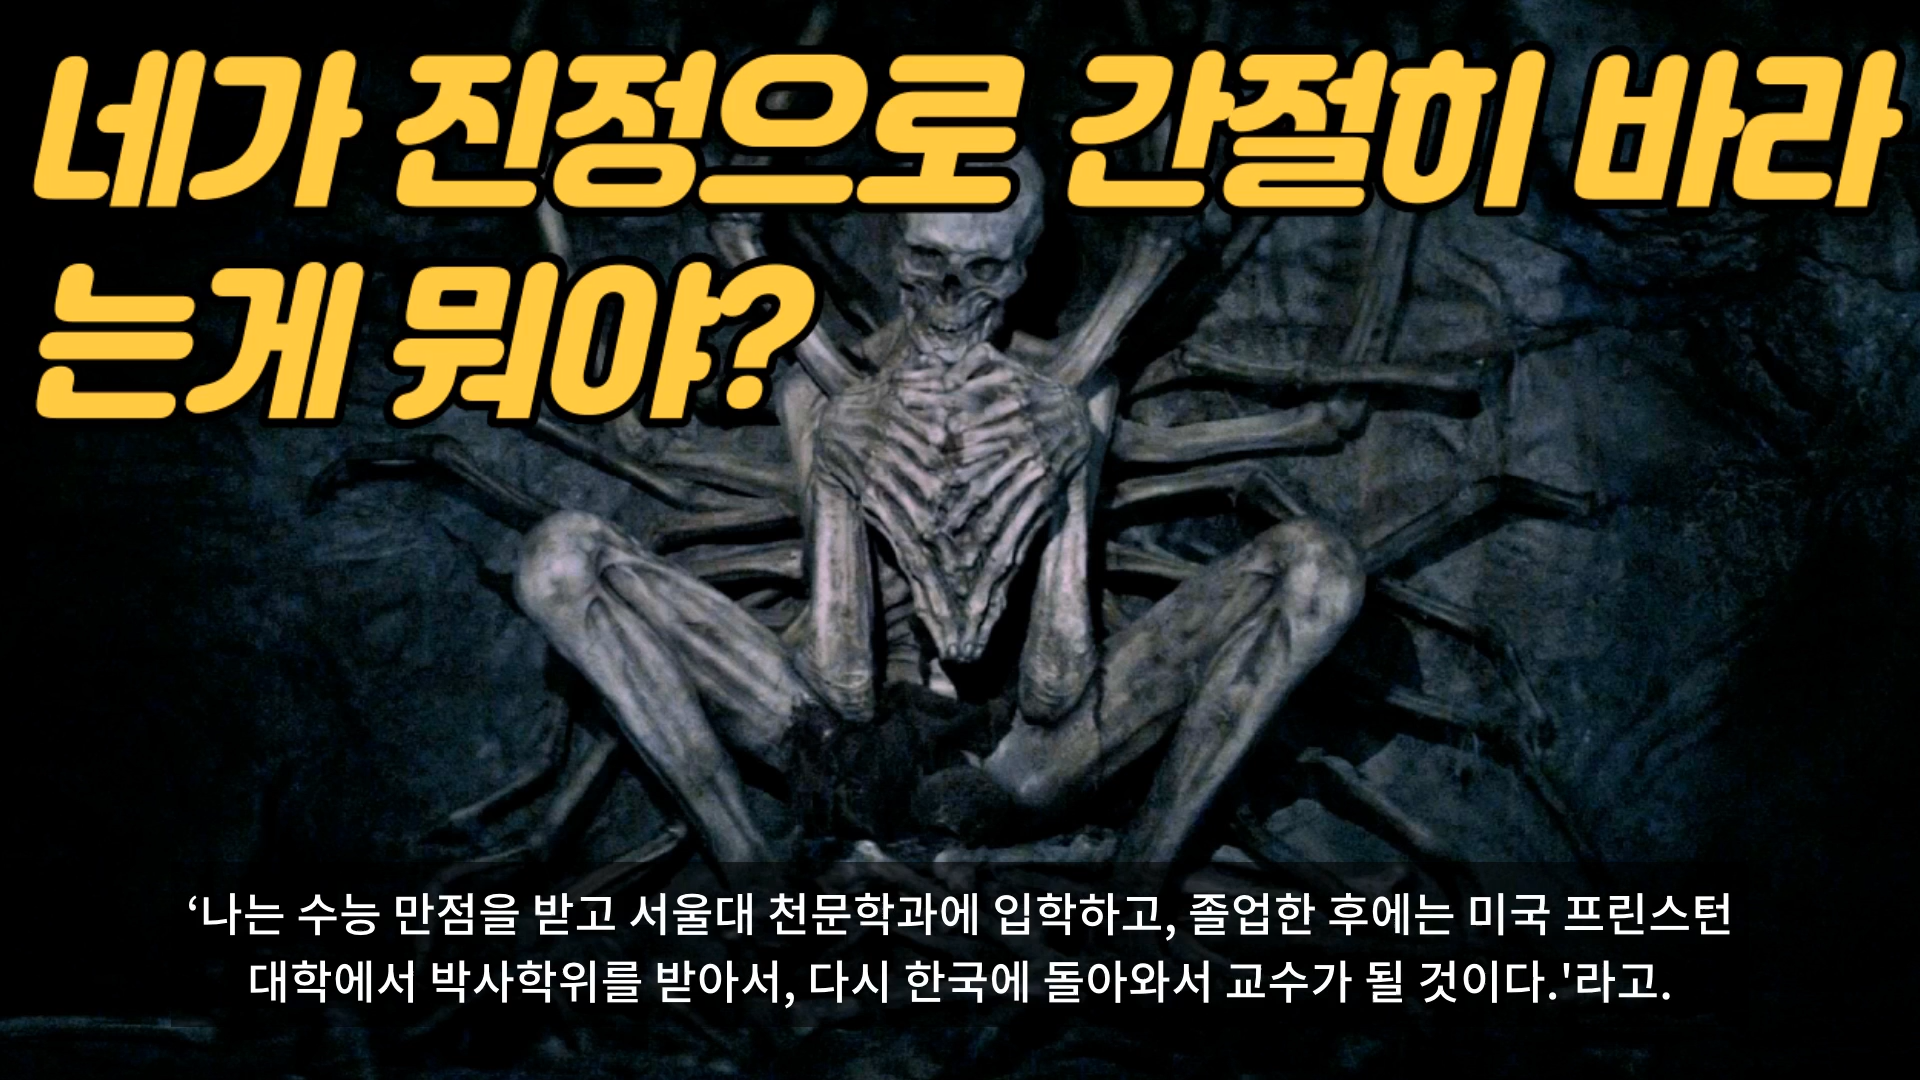 네가 진정으로 간절히 바라
는게 뭐야?
‘나는 수능 만점을 받고 서울대 천문학과에 입학하고, 졸업한 후에는 미국 프린스턴
대학에서 박사학위를 받아서, 다시 한국에 돌아와서 교수가 될 것이다.'라고.